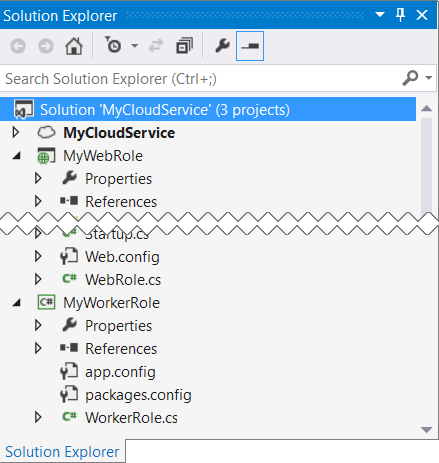 Solution Explorer
Search Solution Explorer (Ctrl+;)
Solution 'MyCloudService' (3 projects)
MyCloudService
MyWebRole
Properties
References
C# Startup.cs
Web.config
C# WebRole.cs
C# MyWorkerRole
Properties
References
app.config
packages.config
C# WorkerRole.cs
Solution Explorer